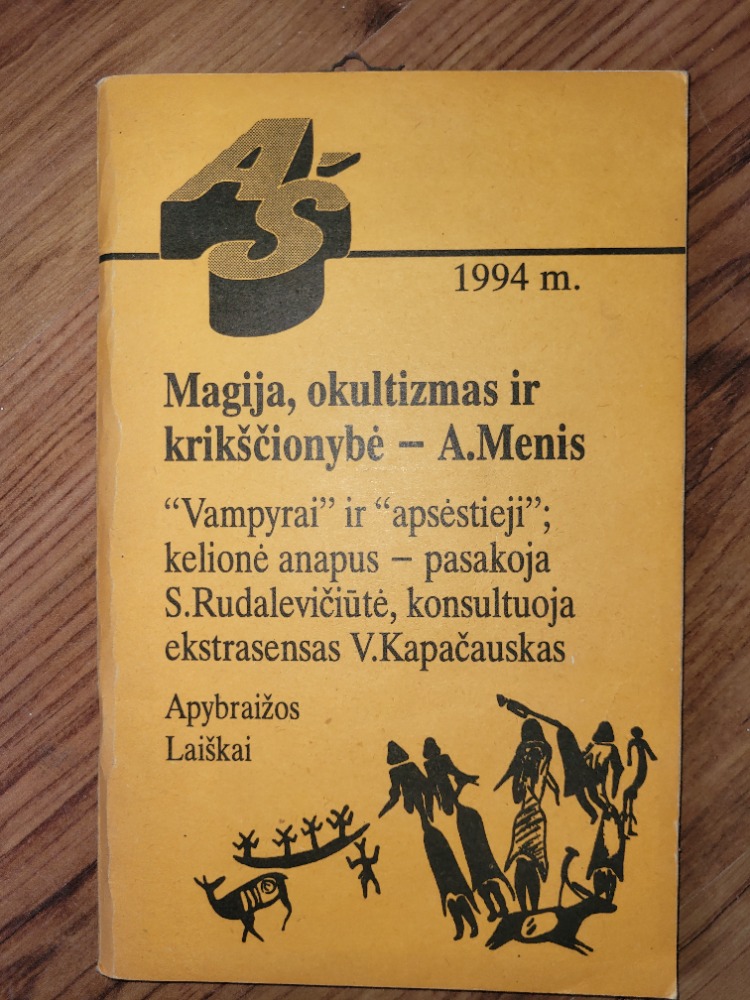 AŠ
1994 m.
Magija, okultizmas ir
krikščionybė – A.Menis
“Vampyrai” ir “apsėstieji”;
kelionė anapus – pasakoja
S.Rudalevičiūtė, konsultuoja
ekstrasensas V.Kapačauskas
Apybraižos
Laiškai